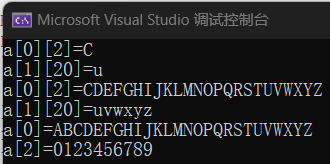 Microsoft Visual Studio 调试控制台
a[0][2]=C
a[1][20]=u
a[0][2]=CDEFGHIJKLMNOPQRSTUVWXYZ
a[1][20]=uvwxyz
a[0]=ABCDEFGHIJKLMNOPQRSTUVWXYZ
a[2]=0123456789